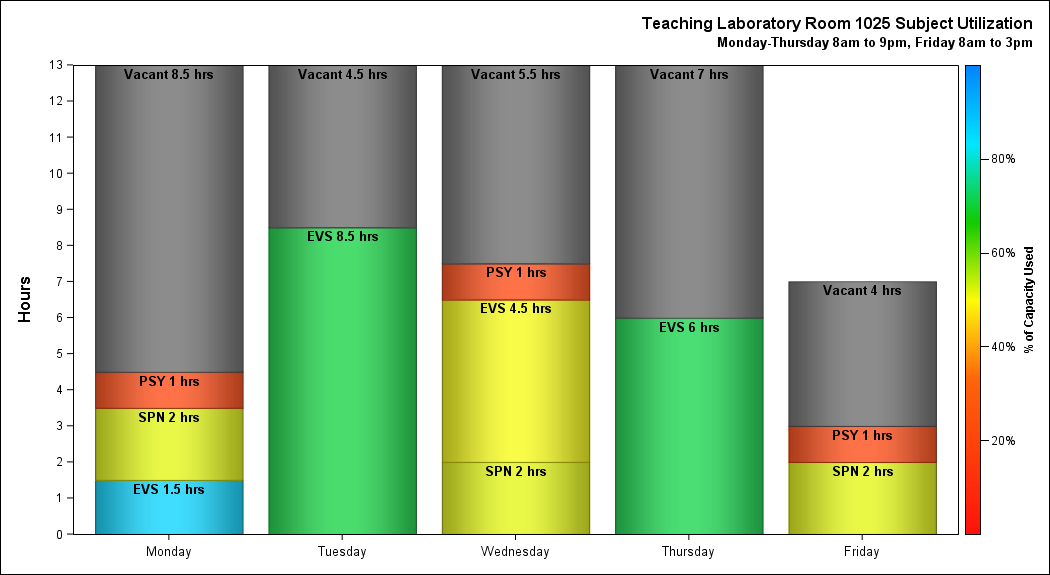 Teaching Laboratory Room 1025 Subject Utilization
Monday-Thursday 8am to 9pm, Friday 8am to 3pm
Hours
13
12
11
10
9
8
7
6
5
4
3
2
1
0
Vacant 8.5 hrs
PSY 1 hrs
SPN 2 hrs
EVS 1.5 hrs
Vacant 4.5 hrs
EVS 8.5 hrs
Vacant 5.5 hrs
PSY 1 hrs
EVS 4.5 hrs
SPN 2 hrs
Vacant 7 hrs
EVS 6 hrs
Vacant 4 hrs
PSY 1 hrs
SPN 2 hrs
Monday
Tuesday
Wednesday
Thursday
Friday
80%
60%
40%
20%
% of Capacity Used